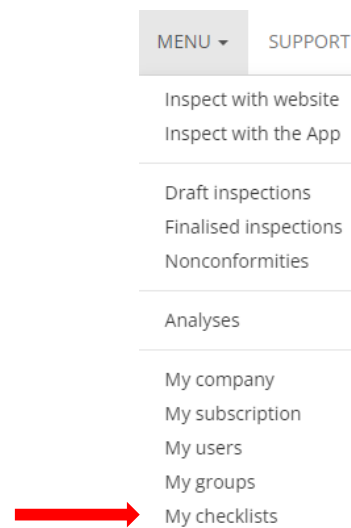 MENU SUPPORT
Inspect with website
Inspect with the App
Draft inspections
Finalised inspections
Nonconformities
Analyses
My company
My subscription
My users
My groups
My checklists